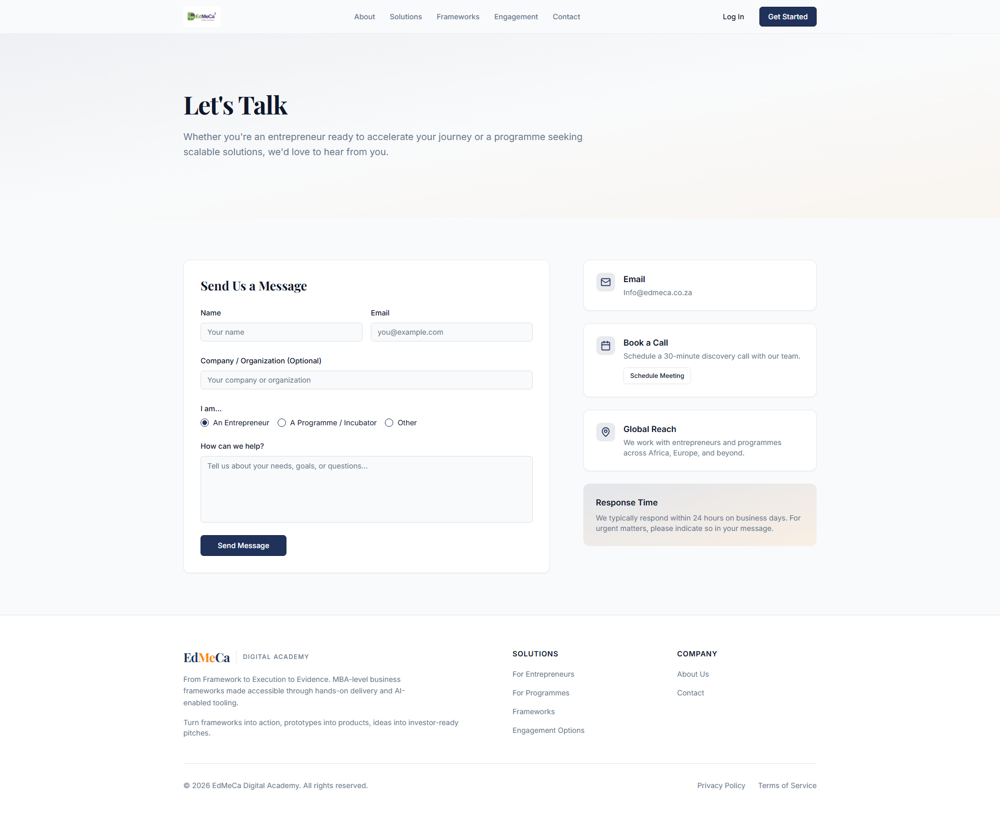 EdMeCa2
About
Solutions
Frameworks
Engagement
Contact
Log In
Get Started
Let's Talk
Whether you're an entrepreneur ready to accelerate your journey or a programme seeking
scalable solutions, we'd love to hear from you.
Send Us a Message
Name
Email
Your name
you@example.com
Company / Organization (Optional)
Your company or organization
I am...
An Entrepreneur
A Programme / Incubator
Other
How can we help?
Tell us about your needs, goals, or questions...
Send Message
Email
Info@edmeca.co.za
Book a Call
Schedule a 30-minute discovery call with our team.
Schedule Meeting
Global Reach
We work with entrepreneurs and programmes
across Africa, Europe, and beyond.
Response Time
We typically respond within 24 hours on business days. For
urgent matters, please indicate so in your message.
EdMeCa
DIGITAL ACADEMY
From Framework to Execution to Evidence. MBA-level business
frameworks made accessible through hands-on delivery and AI-
enabled tooling.
Turn frameworks into action, prototypes into products, ideas into investor-ready
pitches.
SOLUTIONS
For Entrepreneurs
For Programmes
Frameworks
Engagement Options
COMPANY
About Us
Contact
© 2026 EdMeCa Digital Academy. All rights reserved.
Privacy Policy
Terms of Service